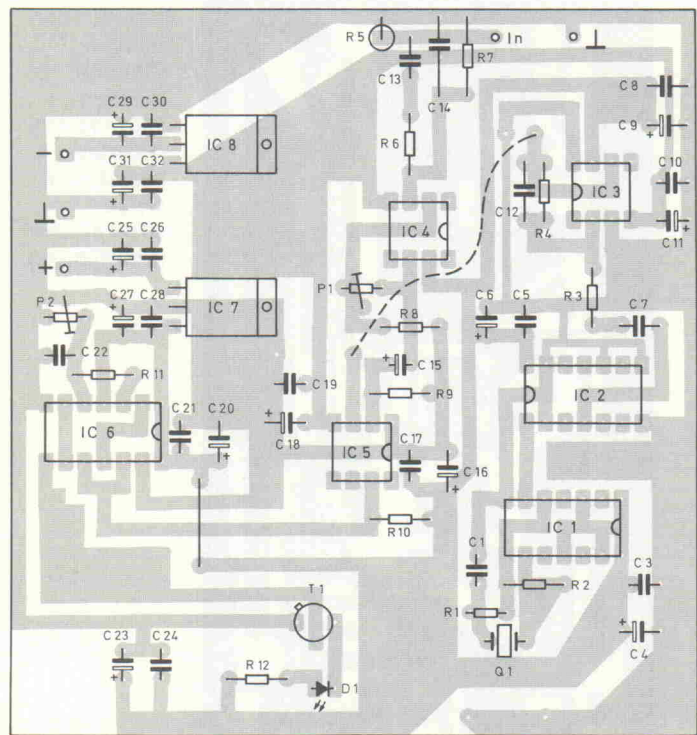 R5
In
C13
C14
R7
C8
C9
+
C29 C30
+
IC 8
R6
C31 C32
+
IC 4
C12
R4
IC 3
C10
C11
+
C25 C26
+
+
P1
R3
C6
C5
C7
+
P2
C27 C28
+
IC 7
R8
C22
R11
C15
+
C19
R9
IC 2
IC 6
C21
C20
+
C18
+
IC 5
C17
C16
+
R10
IC 1
C1
R2
C3
T1
R1
C4
+
Q1
C23 C24
+
R12
D1